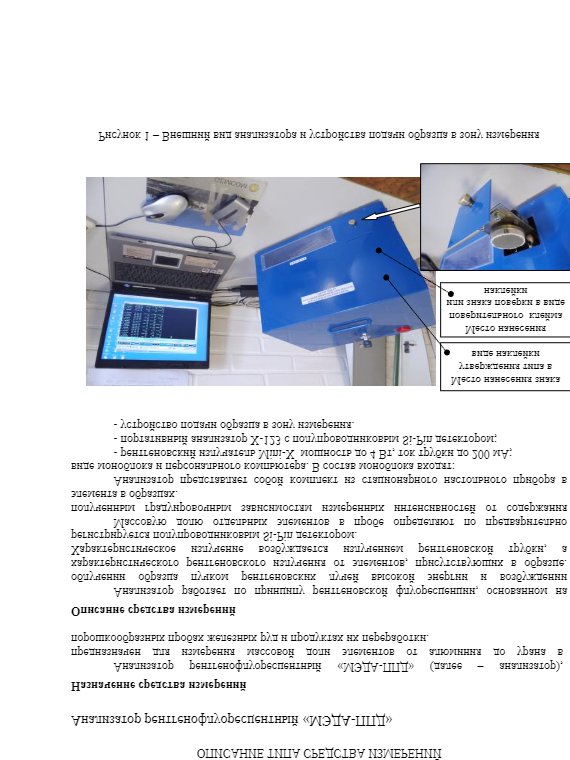 ОПИСАНИЕ ТИПА СРЕДСТВА ИЗМЕРЕНИЙ
Анализатор рентгенофлуоресцентный «МЭДА-ППД»
Назначение средства измерений
Анализатор рентгенофлуоресцентный «МЭДА-ППД» (далее – анализатор),
предназначен для измерения массовой доли элементов от алюминия до урана в
порошкообразных пробах железных руд и продуктах их переработки.
Описание средства измерений
Анализатор работает по принципу рентгеновской флуоресценции, основанном на
облучении образца пучком рентгеновских лучей высокой энергии и возбуждении
характеристического рентгеновского излучения от элементов, присутствующих в образце.
Характеристическое излучение возбуждается излучением рентгеновской трубки, а
регистрируется полупроводниковым Si-Pin детектором.
Массовую долю отдельных элементов в пробе определяют по предварительно
полученным градуировочным зависимостям измеренных интенсивностей от содержания
элемента в образцах.
Анализатор представляет собой комплект из стационарного настольного прибора в
виде моноблока и персонального компьютера. В состав моноблока входят:
- рентгеновский излучатель Mini-X мощность до 4 Вт, ток трубки до 200 мА;
- портативный анализатор X-123 с полупроводниковым Si-Pin детектором;
- устройство подачи образца в зону измерения.
Место нанесения знака
утверждения типа в
виде наклейки
Место нанесения
поверительного клейма
или знака поверки в виде
наклейки
Рисунок 1 – Внешний вид анализатора и устройства подачи образца в зону измерения